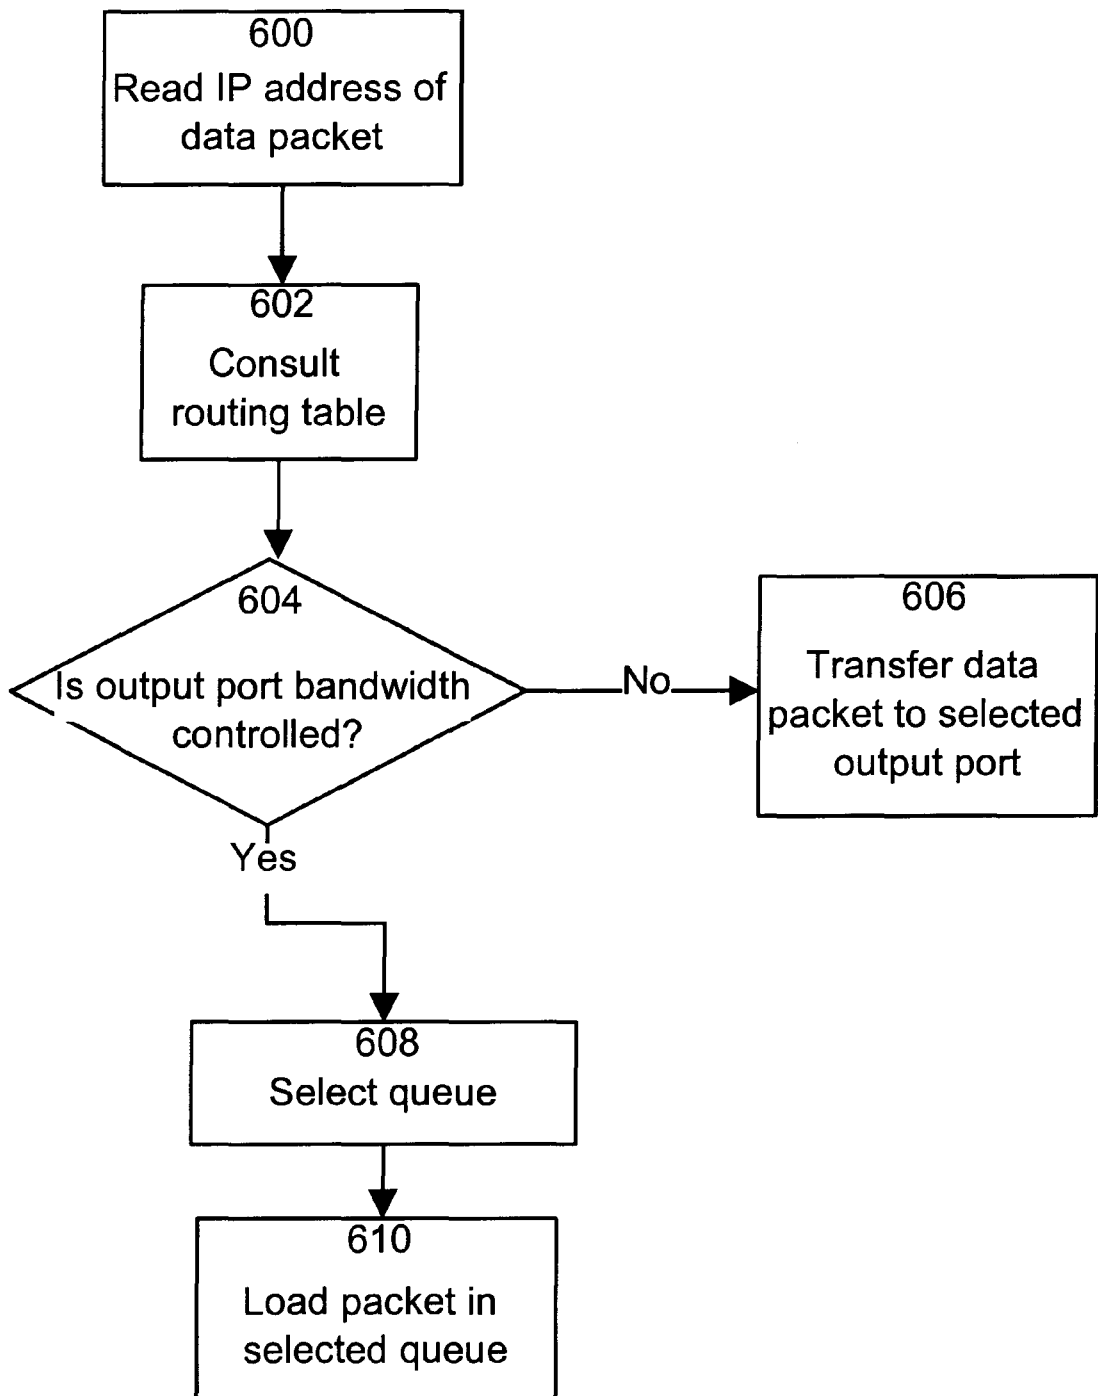 600
Read IP address of
data packet
602
Consult
routing table
604
Is output port bandwidth
controlled?
No
606
Transfer data
packet to selected
output port
Yes
608
Select queue
610
Load packet in
selected queue